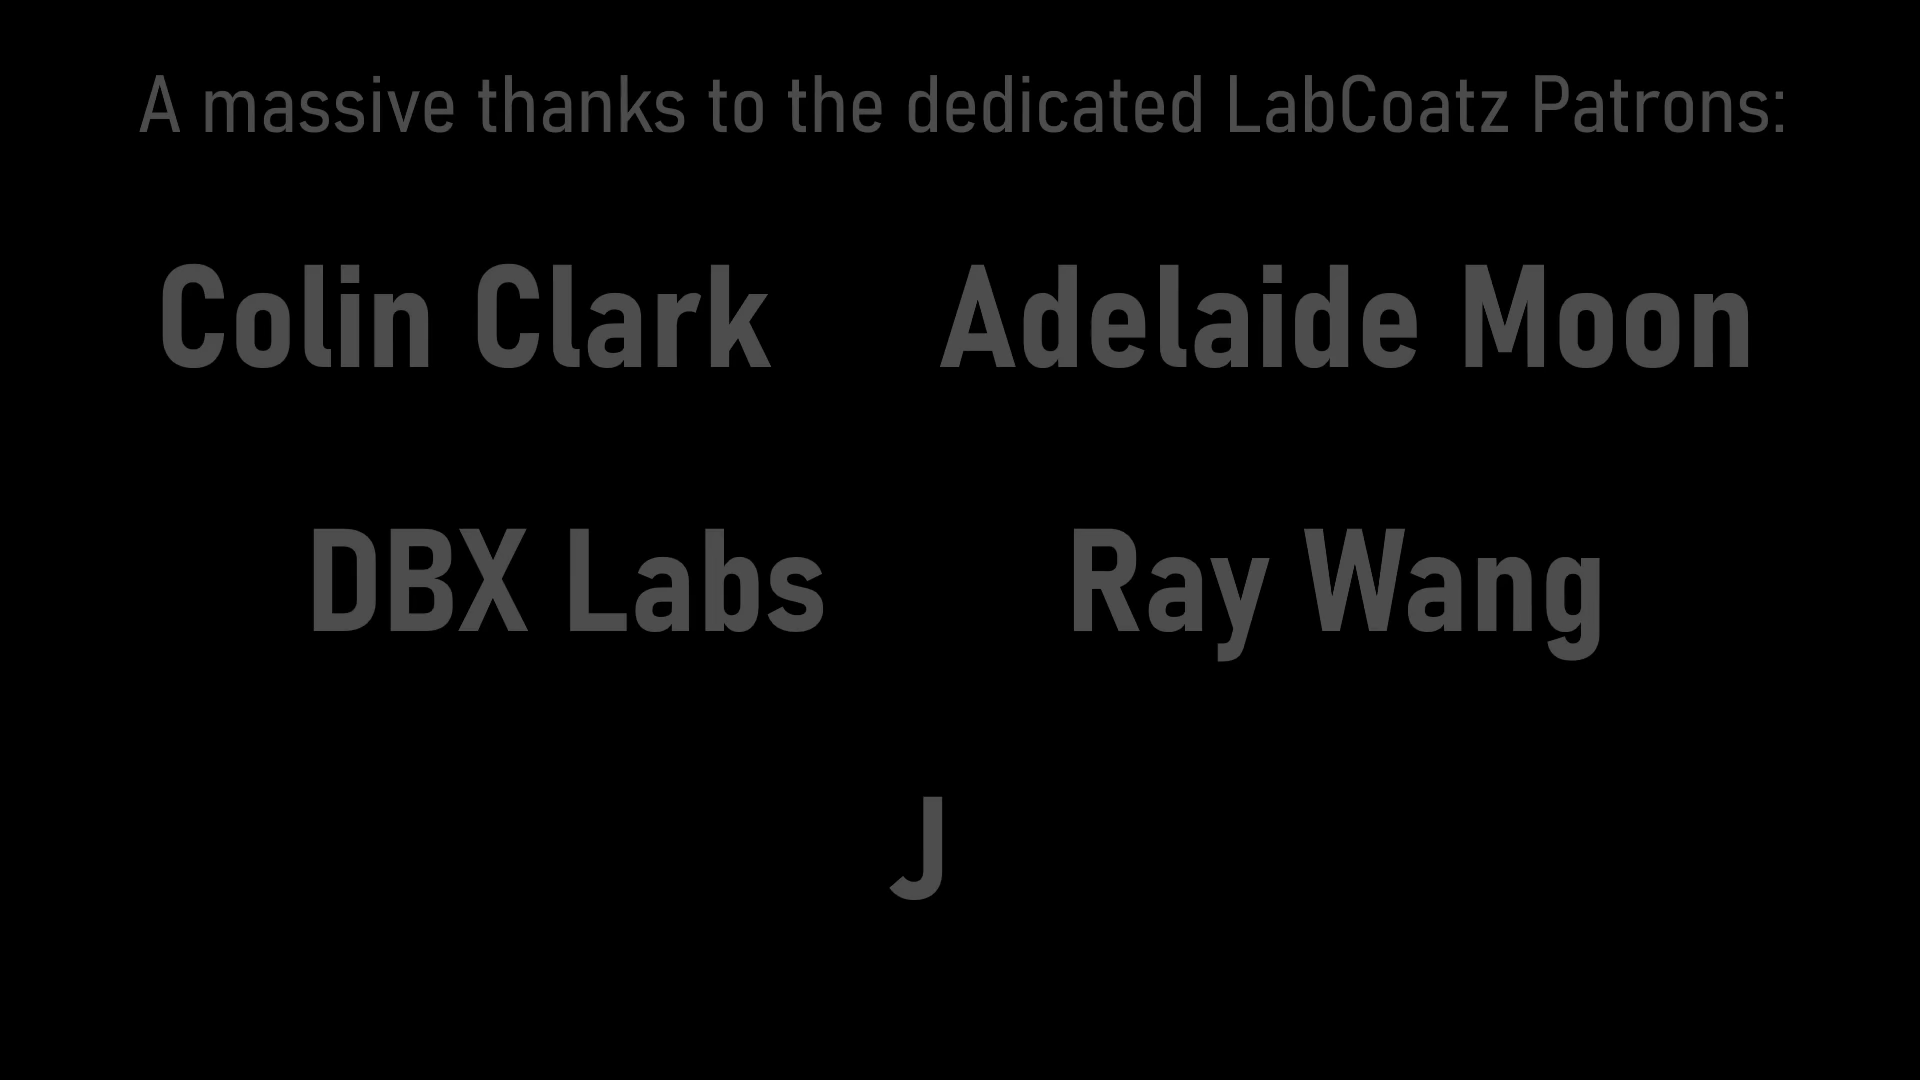 A massive thanks to the dedicated LabCoatz Patrons:
Colin Clark Adelaide Moon
DBX Labs Ray Wang
J